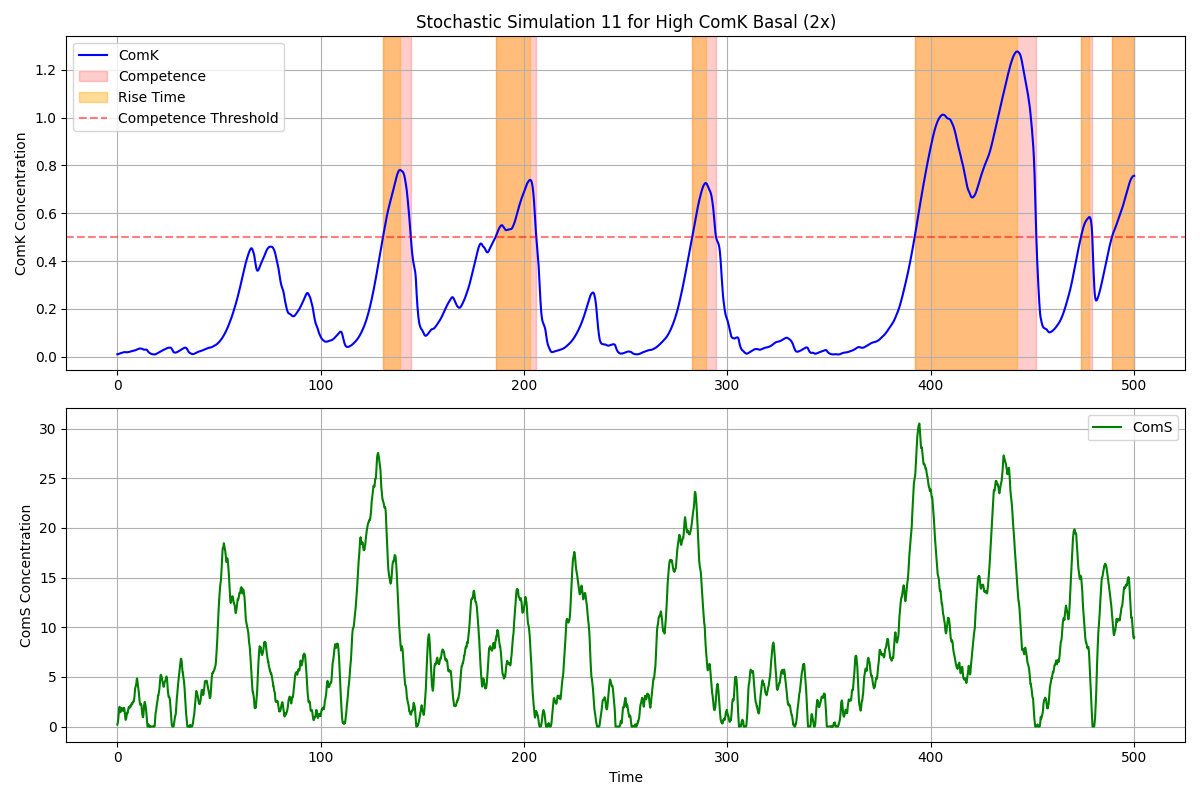 Stochastic Simulation 11 for High ComK Basal (2x)
ComK
Competence
Rise Time
Competence Threshold
ComK Concentration
1.2
1.0
0.8
0.6
0.4
0.2
0.0
0 100 200 300 400 500
ComS
ComS Concentration
30
25
20
15
10
5
0
0 100 200 300 400 500
Time